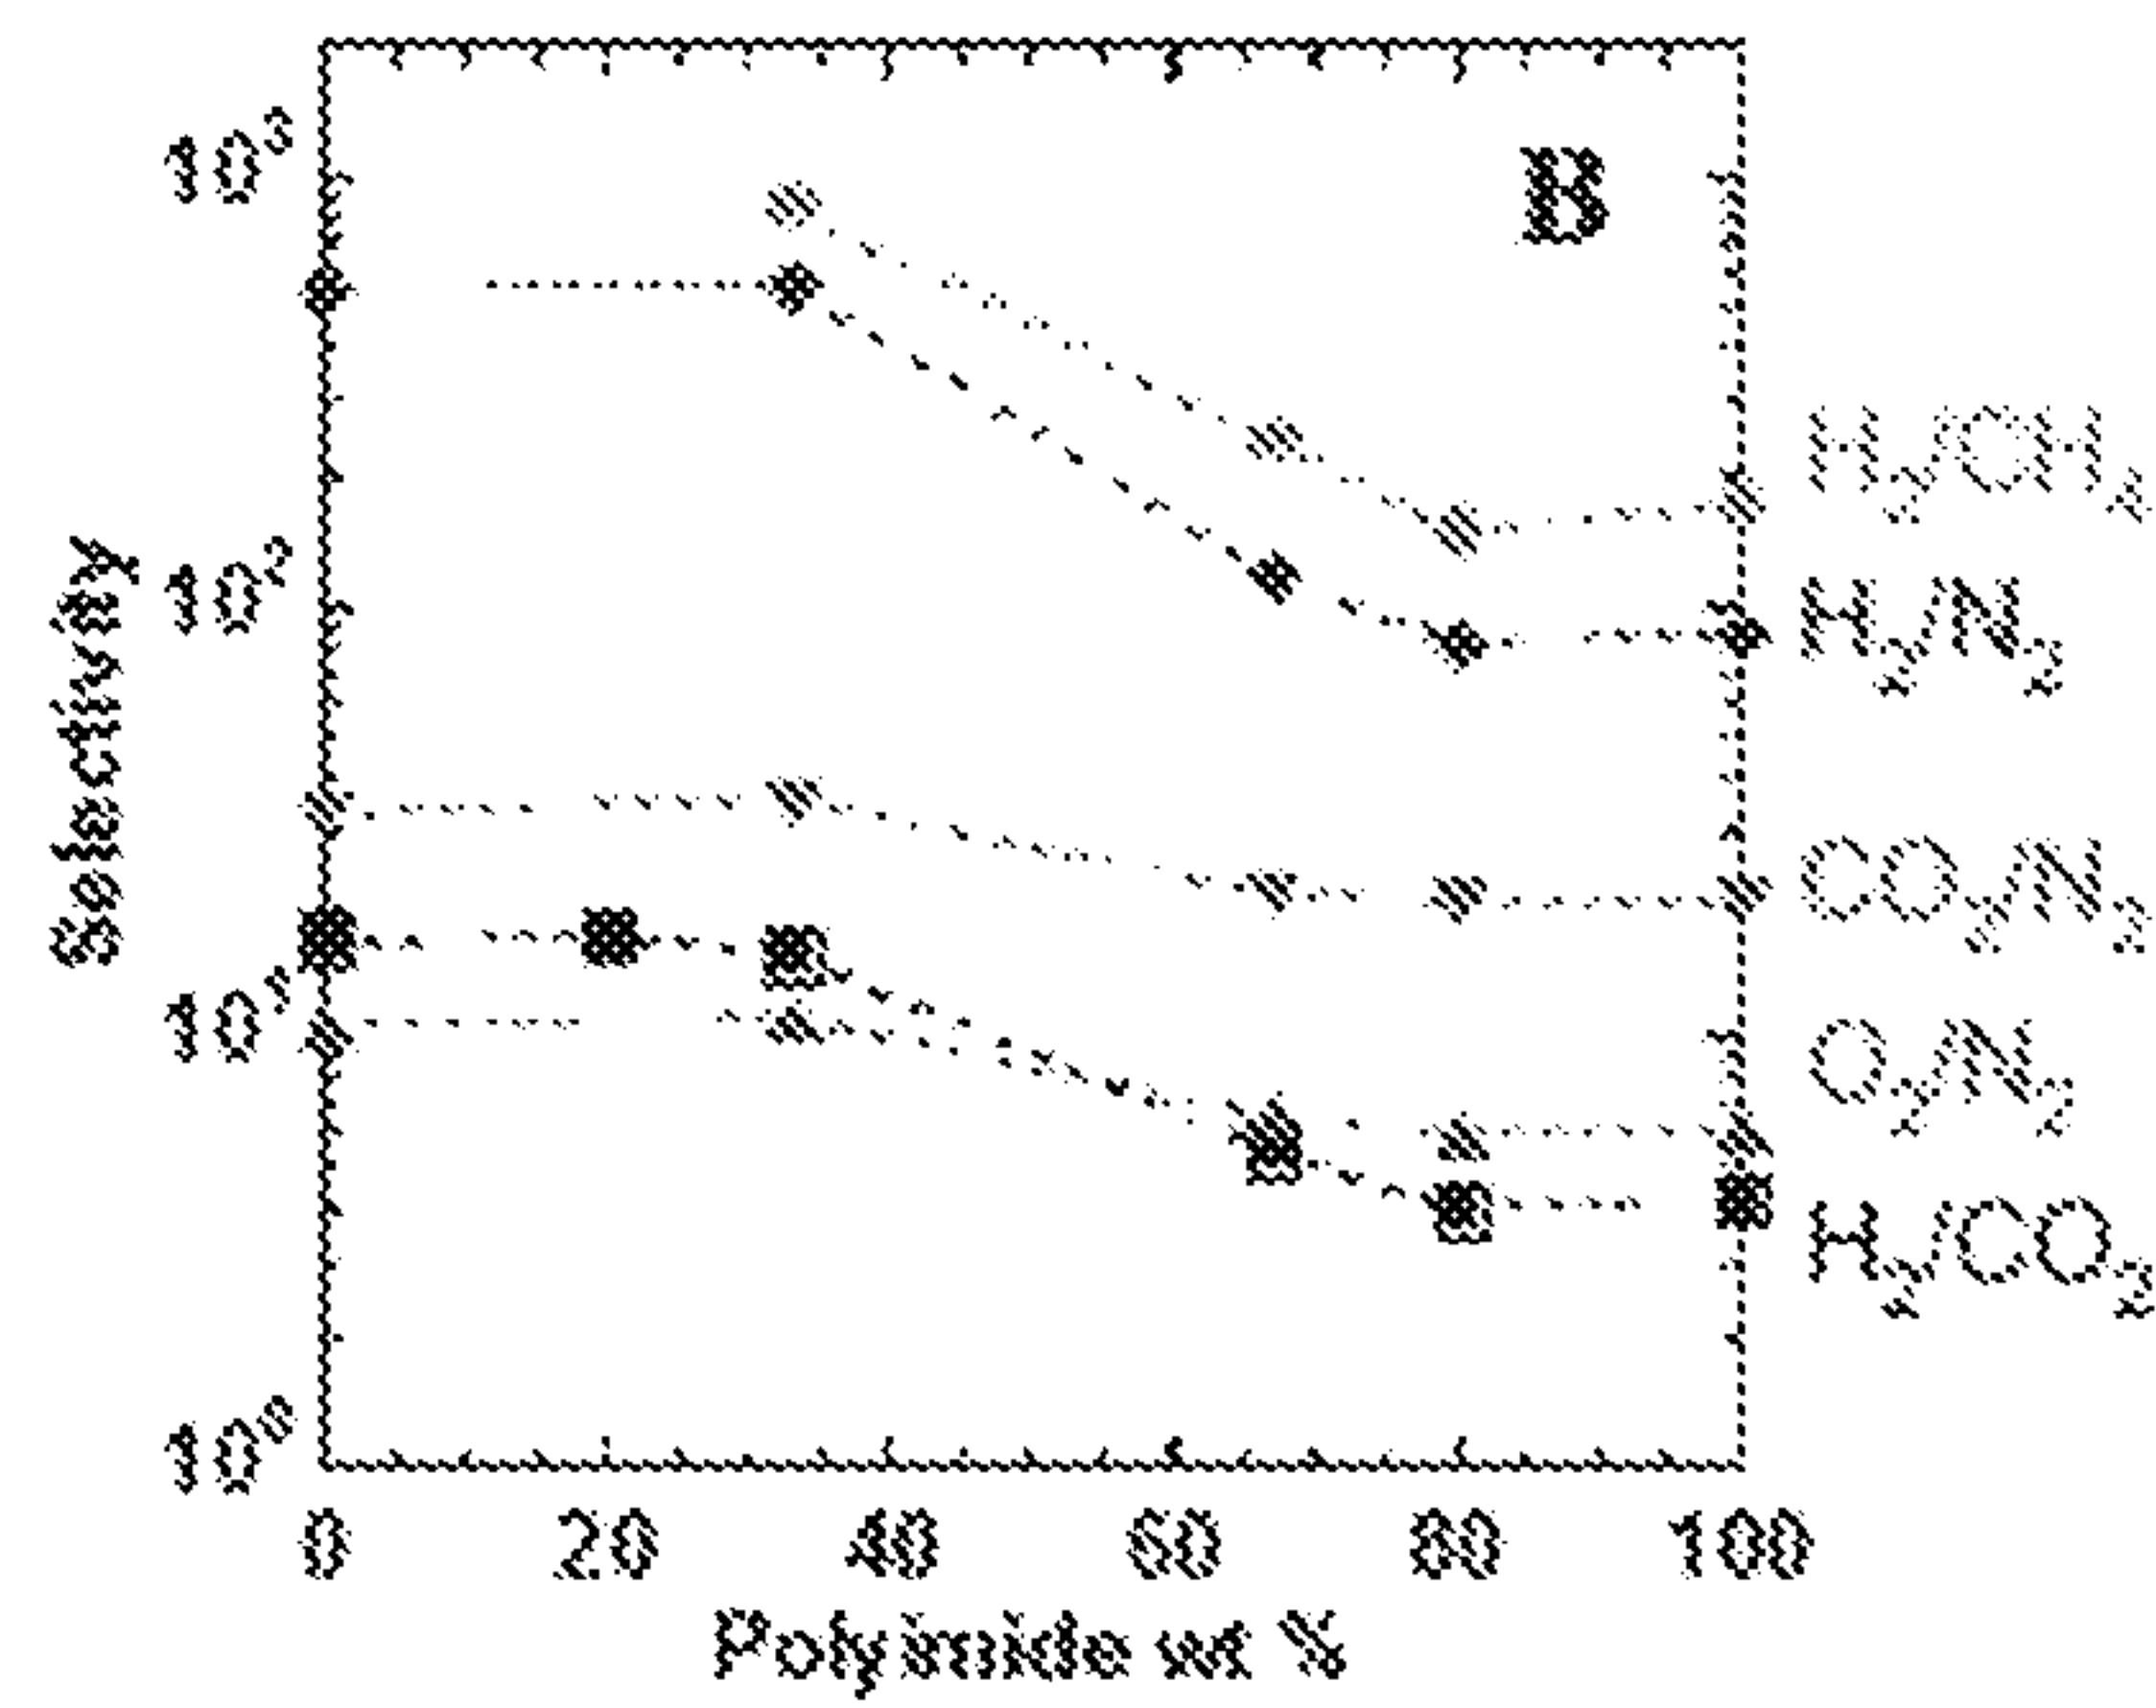 B
10³
10²
10¹
10⁰
Selectivity
H₂/CH₄
H₂/N₂
CO₂/N₂
O₂/N₂
H₂/CO₂
0 20 40 60 80 100
Polyimide wt %